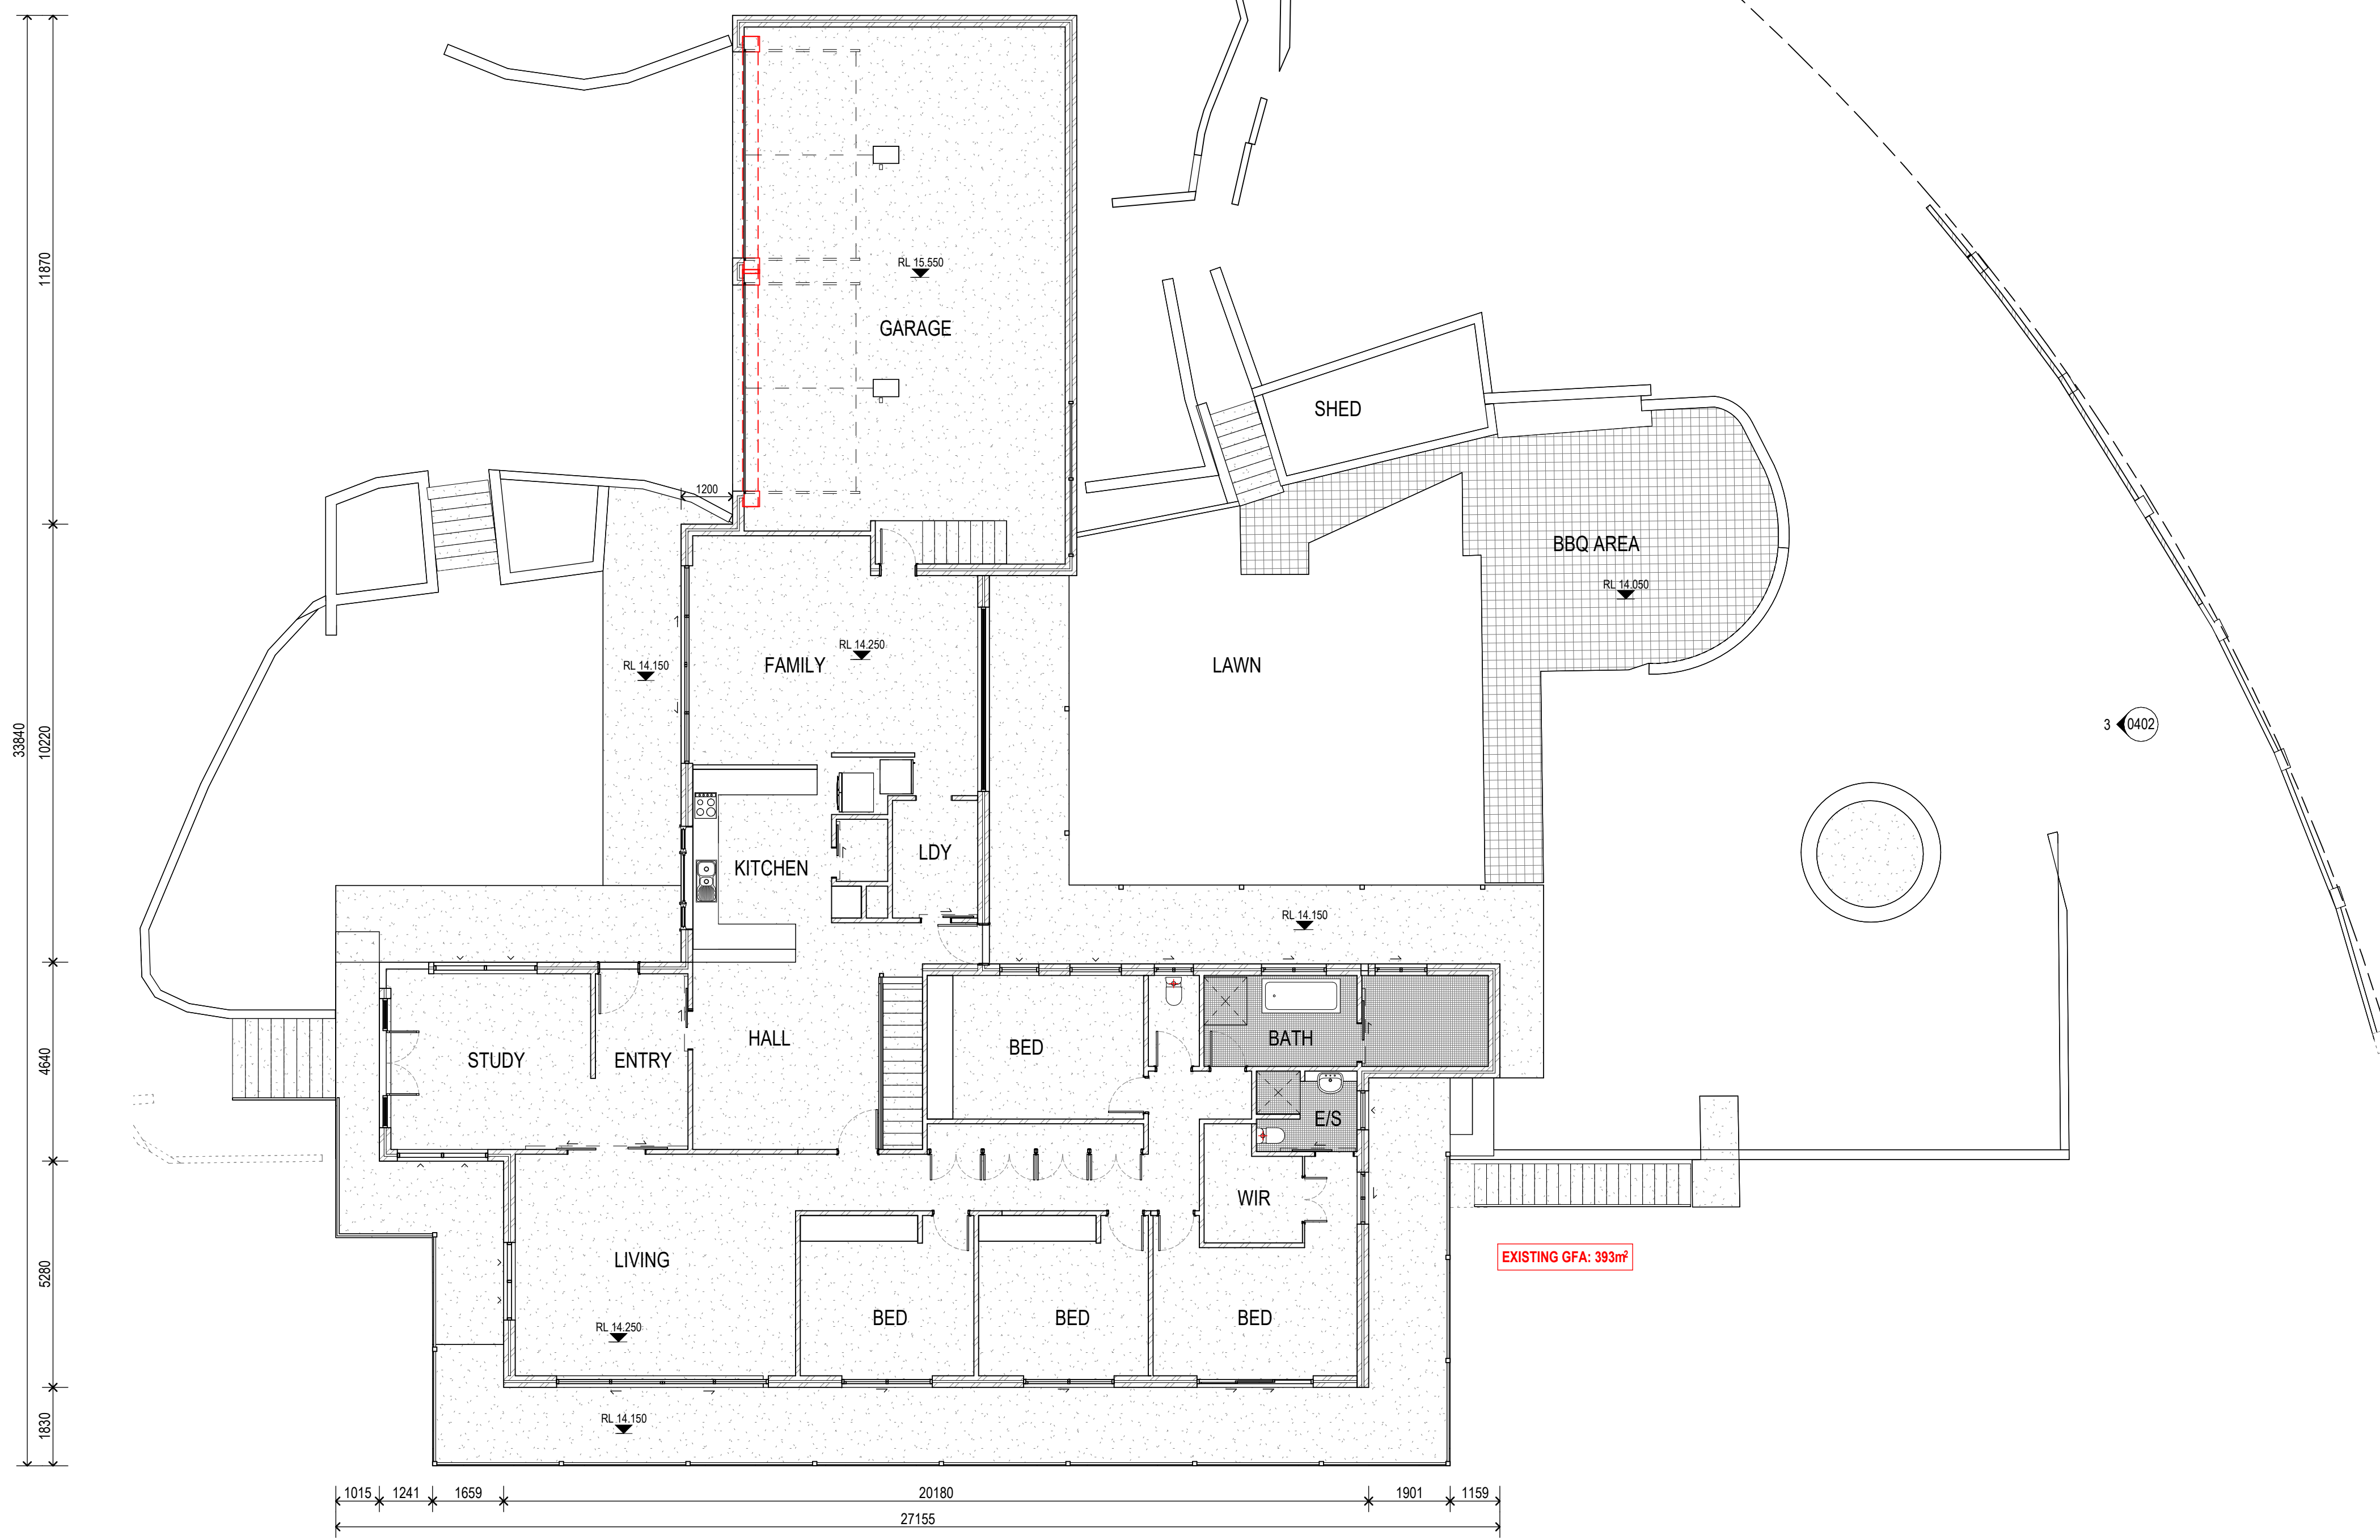 11870
RL 15.550
GARAGE
SHED
1200
BBQ AREA
RL 14.050
RL 14.250
RL 14.150
FAMILY
LAWN
33840
10220
3
0402
KITCHEN
LDY
RL 14.150
STUDY
ENTRY
HALL
BED
BATH
4640
E/S
WIR
LIVING
EXISTING GFA: 393m²
5280
BED
BED
BED
RL 14.250
RL 14.150
1830
1015
1241
1659
20180
1901
1159
27155